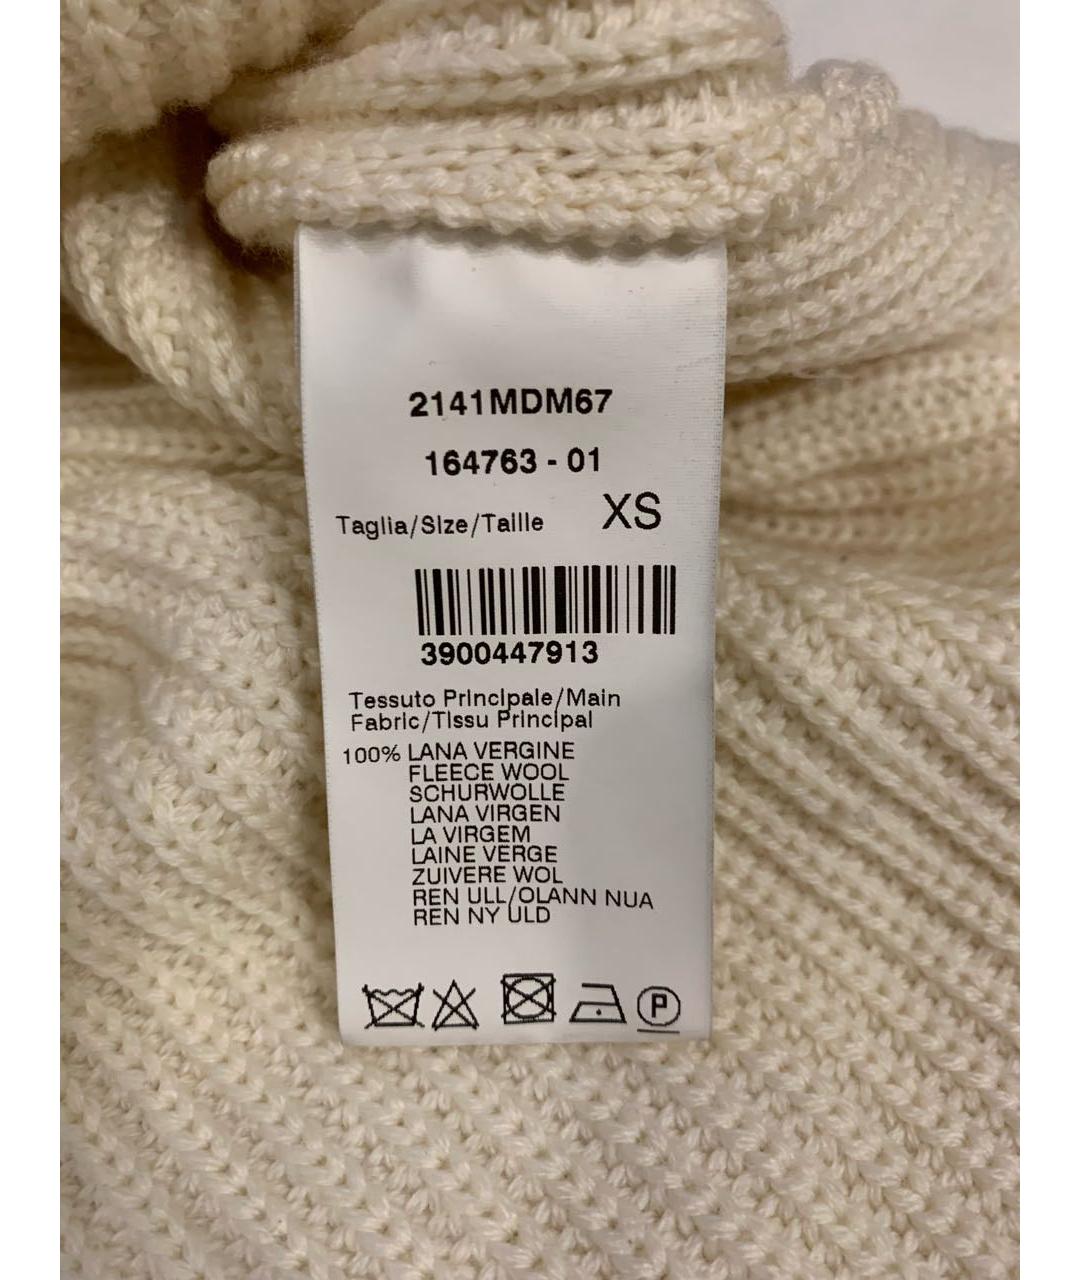 2141MDM67
164763 - 01
Taglia/Size/Taille XS
3900447913
Tessuto Principale/Main
Fabric/Tissu Principal
100% LANA VERGINE
FLEECE WOOL
SCHURWOLLE
LANA VIRGEN
LA VIRGEM
LAINE VERGE
ZUIVERE WOL
REN ULL/OLANN NUA
REN NY ULD
P